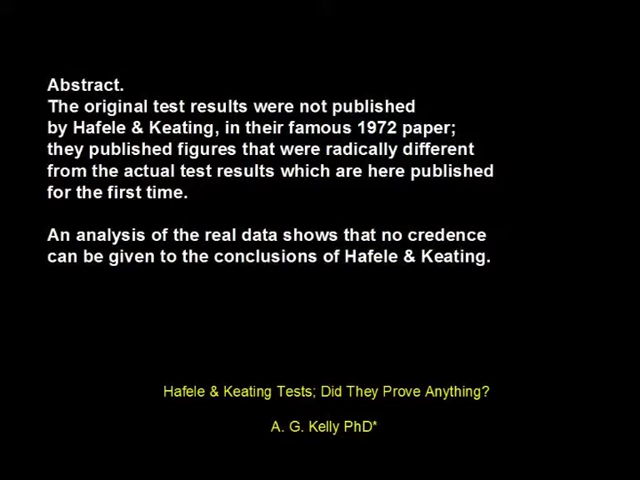 Abstract.
The original test results were not published
by Hafele & Keating, in their famous 1972 paper;
they published figures that were radically different
from the actual test results which are here published
for the first time.
An analysis of the real data shows that no credence
can be given to the conclusions of Hafele & Keating.
Hafele & Keating Tests; Did They Prove Anything?
A. G. Kelly PhD*